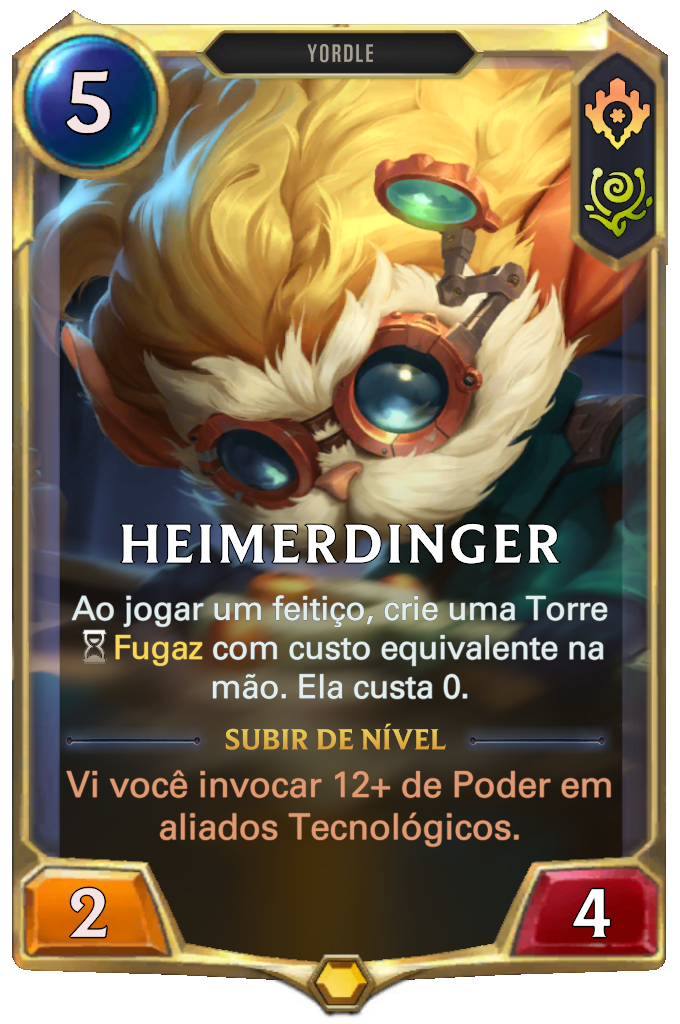 YORDLE
5
HEIMERDINGER
Ao jogar um feitiço, crie uma Torre
Fugaz com custo equivalente na
mão. Ela custa 0.
SUBIR DE NÍVEL
Vi você invocar 12+ de Poder em
aliados Tecnológicos.
2
4